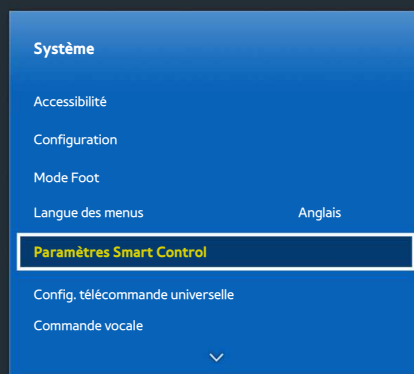 Système
Accessibilité
Configuration
Mode Foot
Langue des menus Anglais
Paramètres Smart Control
Config. télécommande universelle
Commande vocale